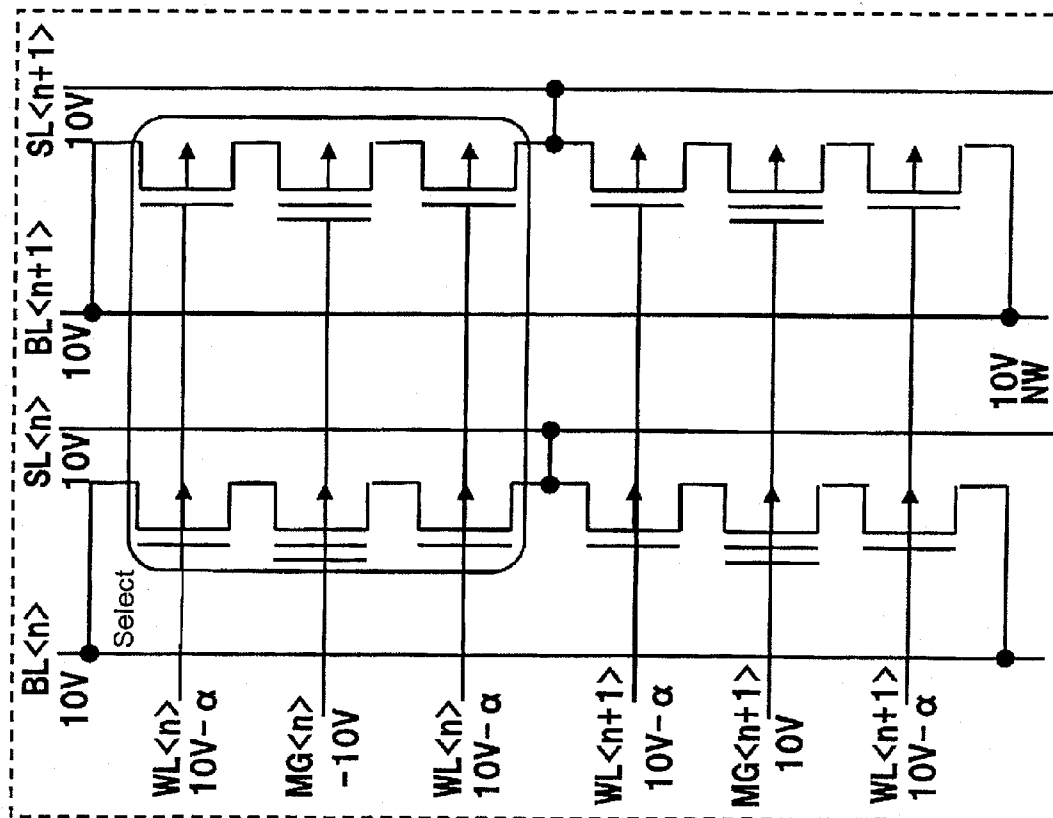 BL<n>
10V
SL<n>
10V
BL<n+1>
10V
SL<n+1>
10V
Select
WL<n>
10V-α
MG<n>
-10V
WL<n>
10V-α
WL<n+1>
10V-α
MG<n+1>
10V
WL<n+1>
10V-α
10V
NW